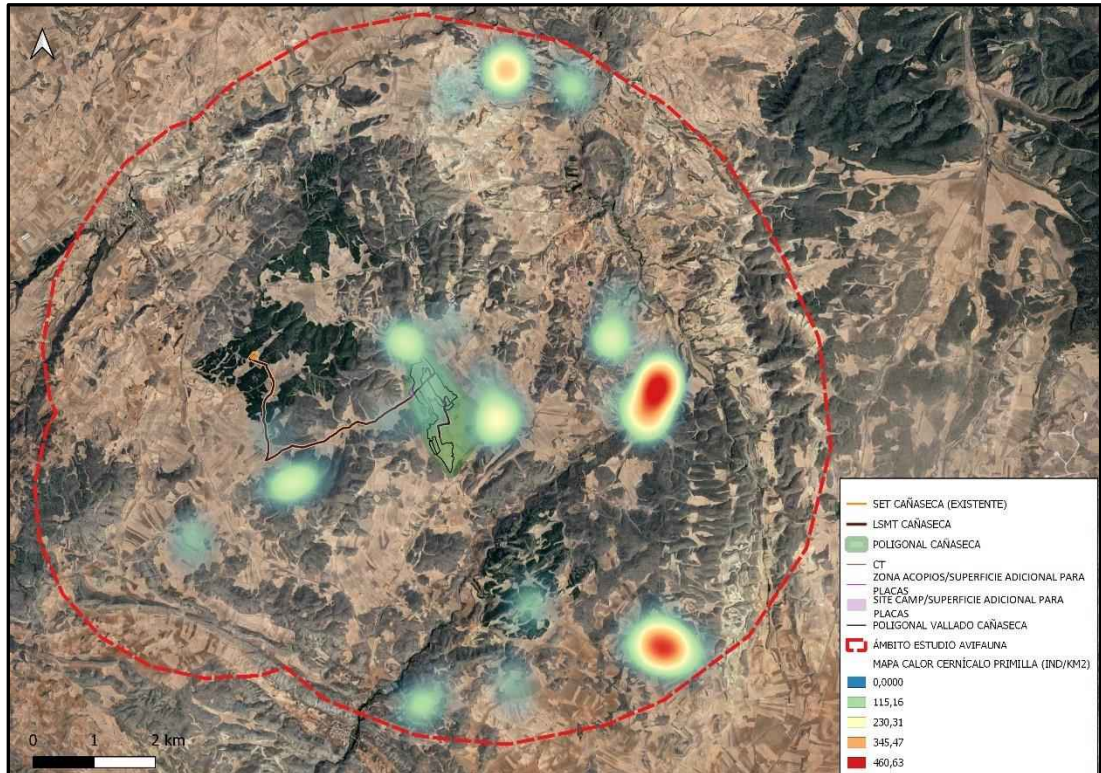 SET CAÑASECA (EXISTENTE)
LSMT CAÑASECA
POLIGONAL CAÑASECA
CT
ZONA ACOPIOS/SUPERFICIE ADICIONAL PARA
PLACAS
SITE CAMP/SUPERFICIE ADICIONAL PARA
PLACAS
POLIGONAL VALLADO CAÑASECA
ÁMBITO ESTUDIO AVIFAUNA
MAPA CALOR CERNÍCALO PRIMILLA (IND/KM2)
0,0000
115,16
230,31
345,47
460,63
0 1 2 km